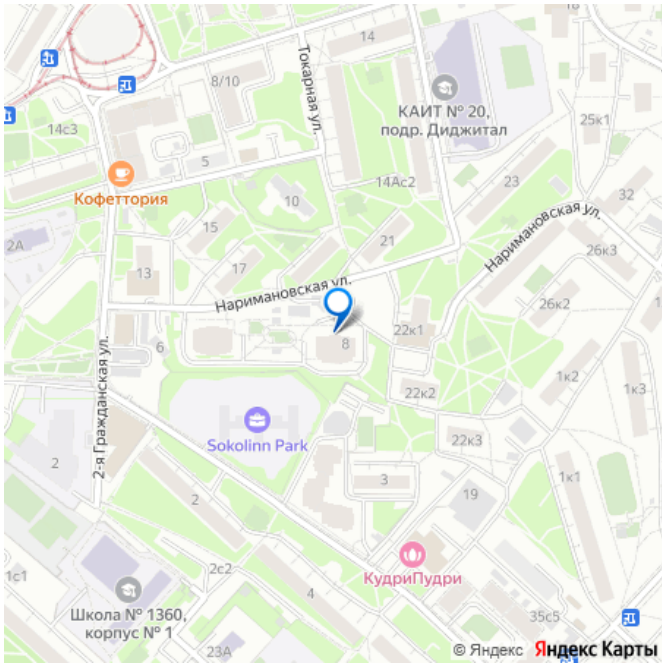 14
Токарная ул.
8/10
КАИТ № 20,
подр. Диджитал
14с3
25к1
5
Кофеттория
14Ас2
23
32
10
Наримановская ул.
15
2А
21
26к3
17
13
Наримановская ул.
26к2
22к1
6
8
2-я Гражданская ул.
1к2
22к2
1к3
Sokolinn Park
22к3
2
3
1к1
19
2
КудриПудри
2с2
1с1
4
Школа № 1360,
корпус № 1
35с5
23А
© Яндекс Яндекс Карты